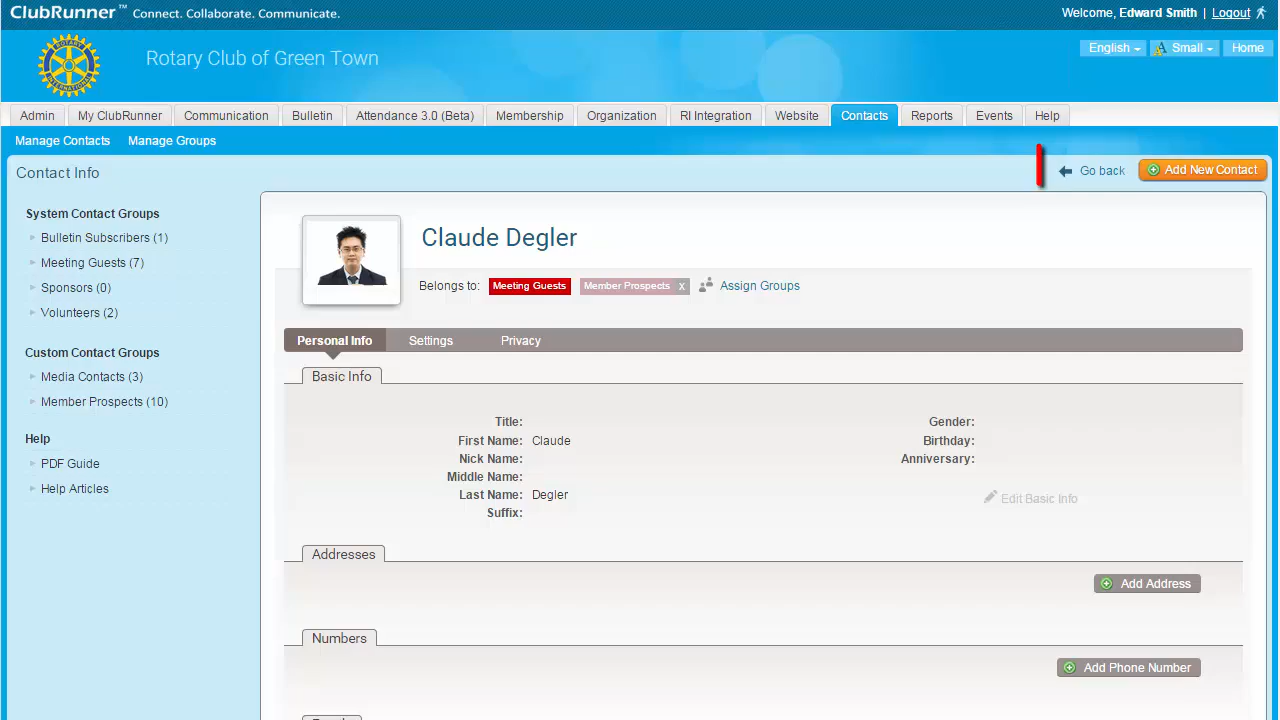 ClubRunner™ Connect. Collaborate. Communicate.
Welcome, Edward Smith | Logout
Rotary Club of Green Town
English Small Home
Admin My ClubRunner Communication Bulletin Attendance 3.0 (Beta) Membership Organization RI Integration Website Contacts Reports Events Help
Manage Contacts Manage Groups
Contact Info
Go back Add New Contact
System Contact Groups
Bulletin Subscribers (1)
Meeting Guests (7)
Sponsors (0)
Volunteers (2)
Custom Contact Groups
Media Contacts (3)
Member Prospects (10)
Help
PDF Guide
Help Articles
Claude Degler
Belongs to: Meeting Guests Member Prospects x Assign Groups
Personal Info Settings Privacy
Basic Info
Title:
First Name: Claude
Nick Name:
Middle Name:
Last Name: Degler
Suffix:
Gender:
Birthday:
Anniversary:
Edit Basic Info
Addresses
Add Address
Numbers
Add Phone Number